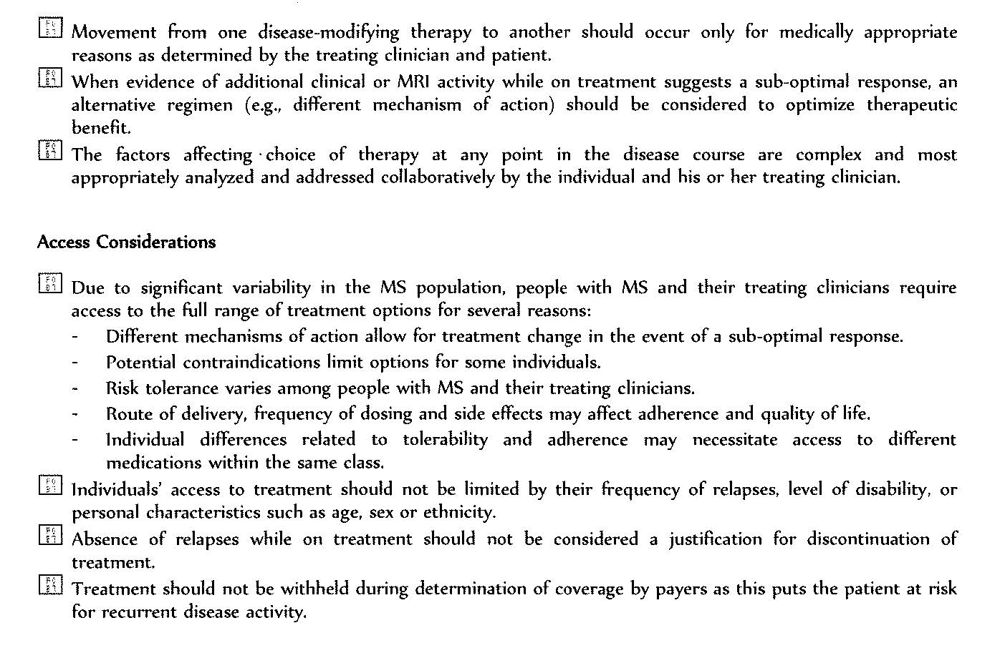 Movement from one disease-modifying therapy to another should occur only for medically appropriate
reasons as determined by the treating clinician and patient.
When evidence of additional clinical or MRI activity while on treatment suggests a sub-optimal response, an
alternative regimen (e.g., different mechanism of action) should be considered to optimize therapeutic
benefit.
The factors affecting choice of therapy at any point in the disease course are complex and most
appropriately analyzed and addressed collaboratively by the individual and his or her treating clinician.
Access Considerations
Due to significant variability in the MS population, people with MS and their treating clinicians require
access to the full range of treatment options for several reasons:
- Different mechanisms of action allow for treatment change in the event of a sub-optimal response.
- Potential contraindications limit options for some individuals.
- Risk tolerance varies among people with MS and their treating clinicians.
- Route of delivery, frequency of dosing and side effects may affect adherence and quality of life.
- Individual differences related to tolerability and adherence may necessitate access to different
medications within the same class.
Individuals' access to treatment should not be limited by their frequency of relapses, level of disability, or
personal characteristics such as age, sex or ethnicity.
Absence of relapses while on treatment should not be considered a justification for discontinuation of
treatment.
Treatment should not be withheld during determination of coverage by payers as this puts the patient at risk
for recurrent disease activity.